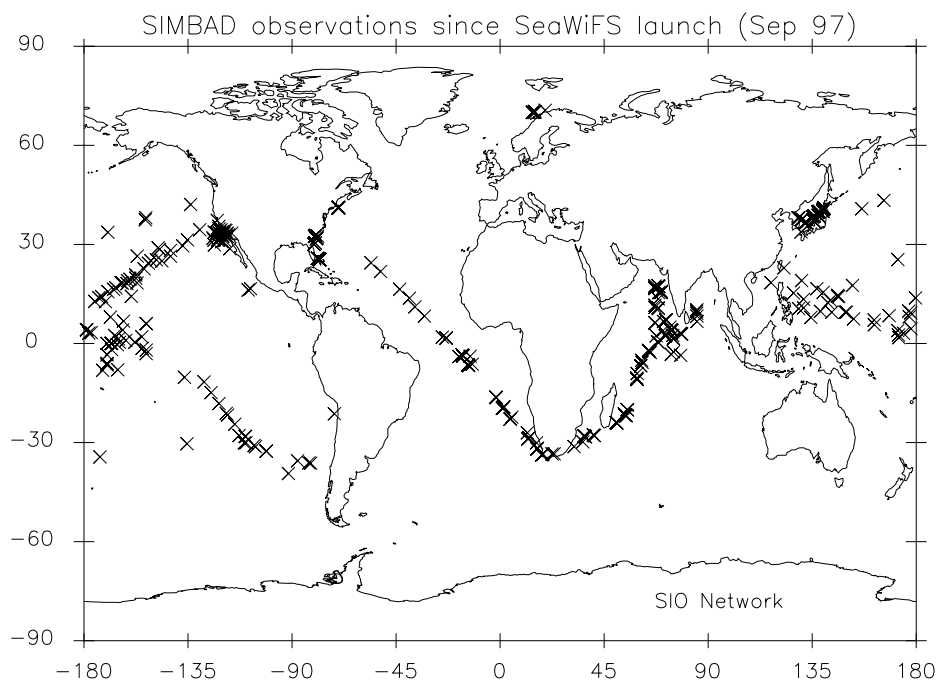 SIMBAD observations since SeaWiFS launch (Sep 97)
90
60
30
0
−30
−60
−90
SIO Network
−180 −135 −90 −45 0 45 90 135 180